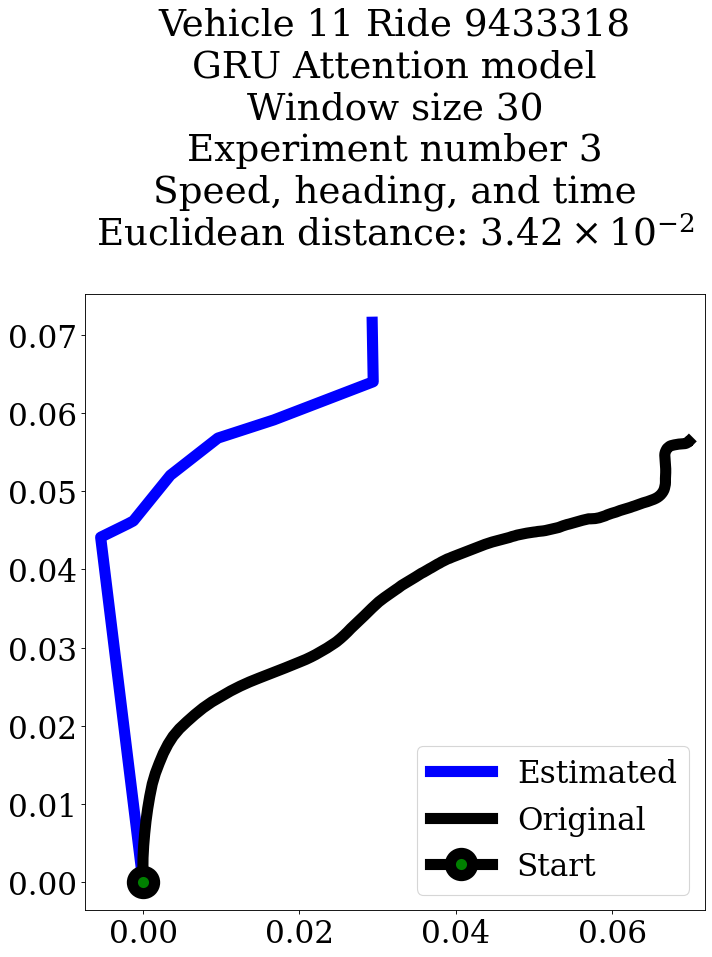 Vehicle 11 Ride 9433318
GRU Attention model
Window size 30
Experiment number 3
Speed, heading, and time
Euclidean distance: 3.42 × 10⁻²
0.07
0.06
0.05
0.04
0.03
0.02
0.01
0.00
Estimated
Original
Start
0.00 0.02 0.04 0.06